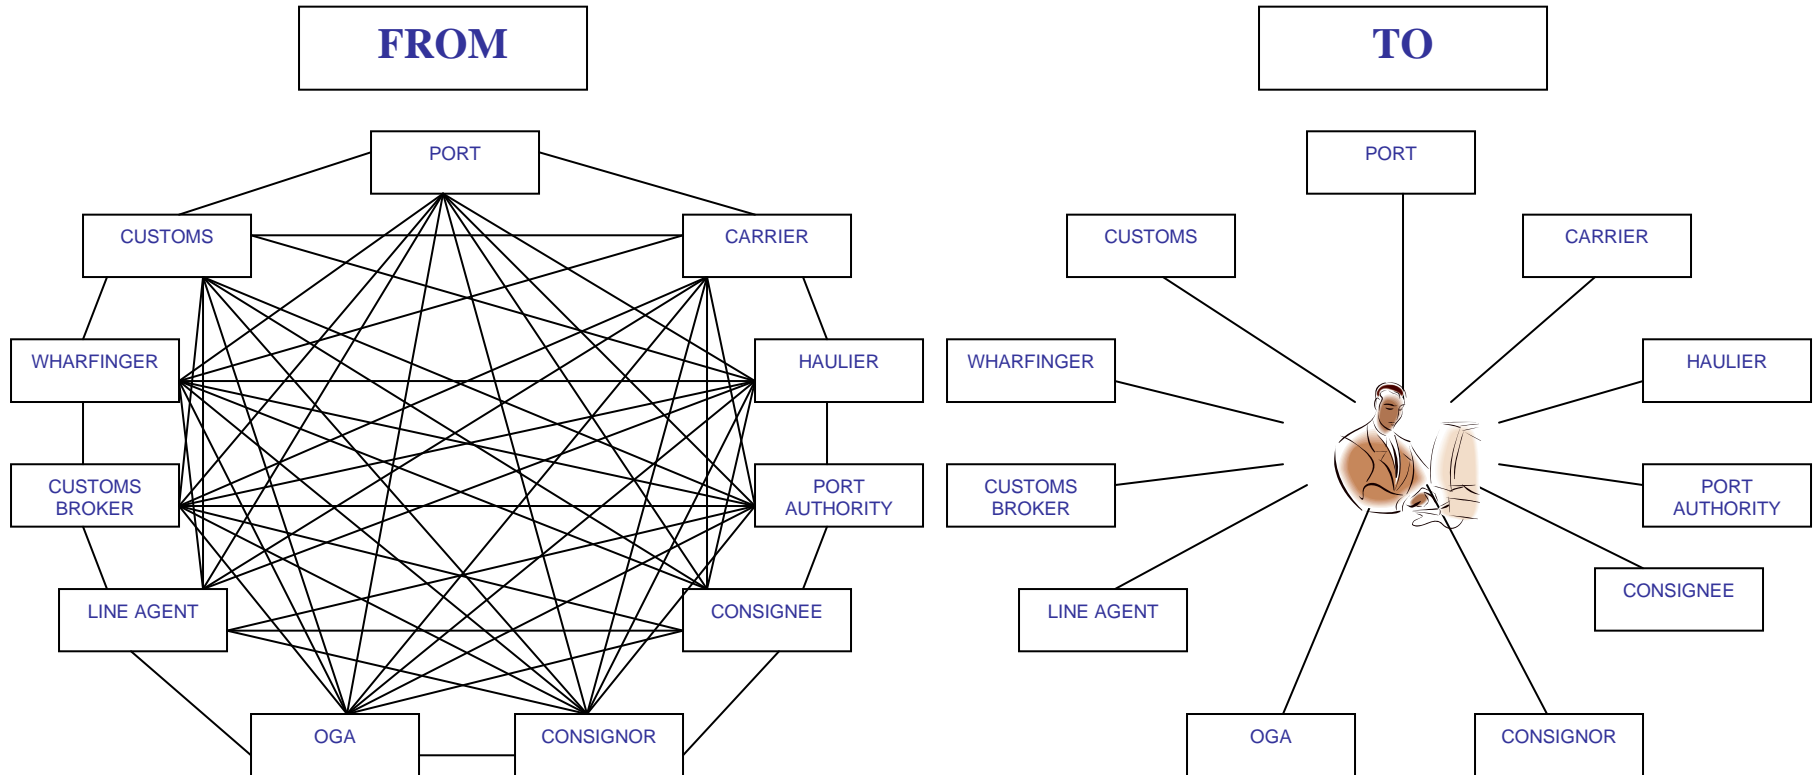 FROM
PORT
CUSTOMS
CARRIER
WHARFINGER
HAULIER
CUSTOMS
BROKER
PORT
AUTHORITY
LINE AGENT
CONSIGNEE
OGA
CONSIGNOR
TO
PORT
CUSTOMS
CARRIER
WHARFINGER
HAULIER
CUSTOMS
BROKER
PORT
AUTHORITY
CONSIGNEE
LINE AGENT
OGA
CONSIGNOR